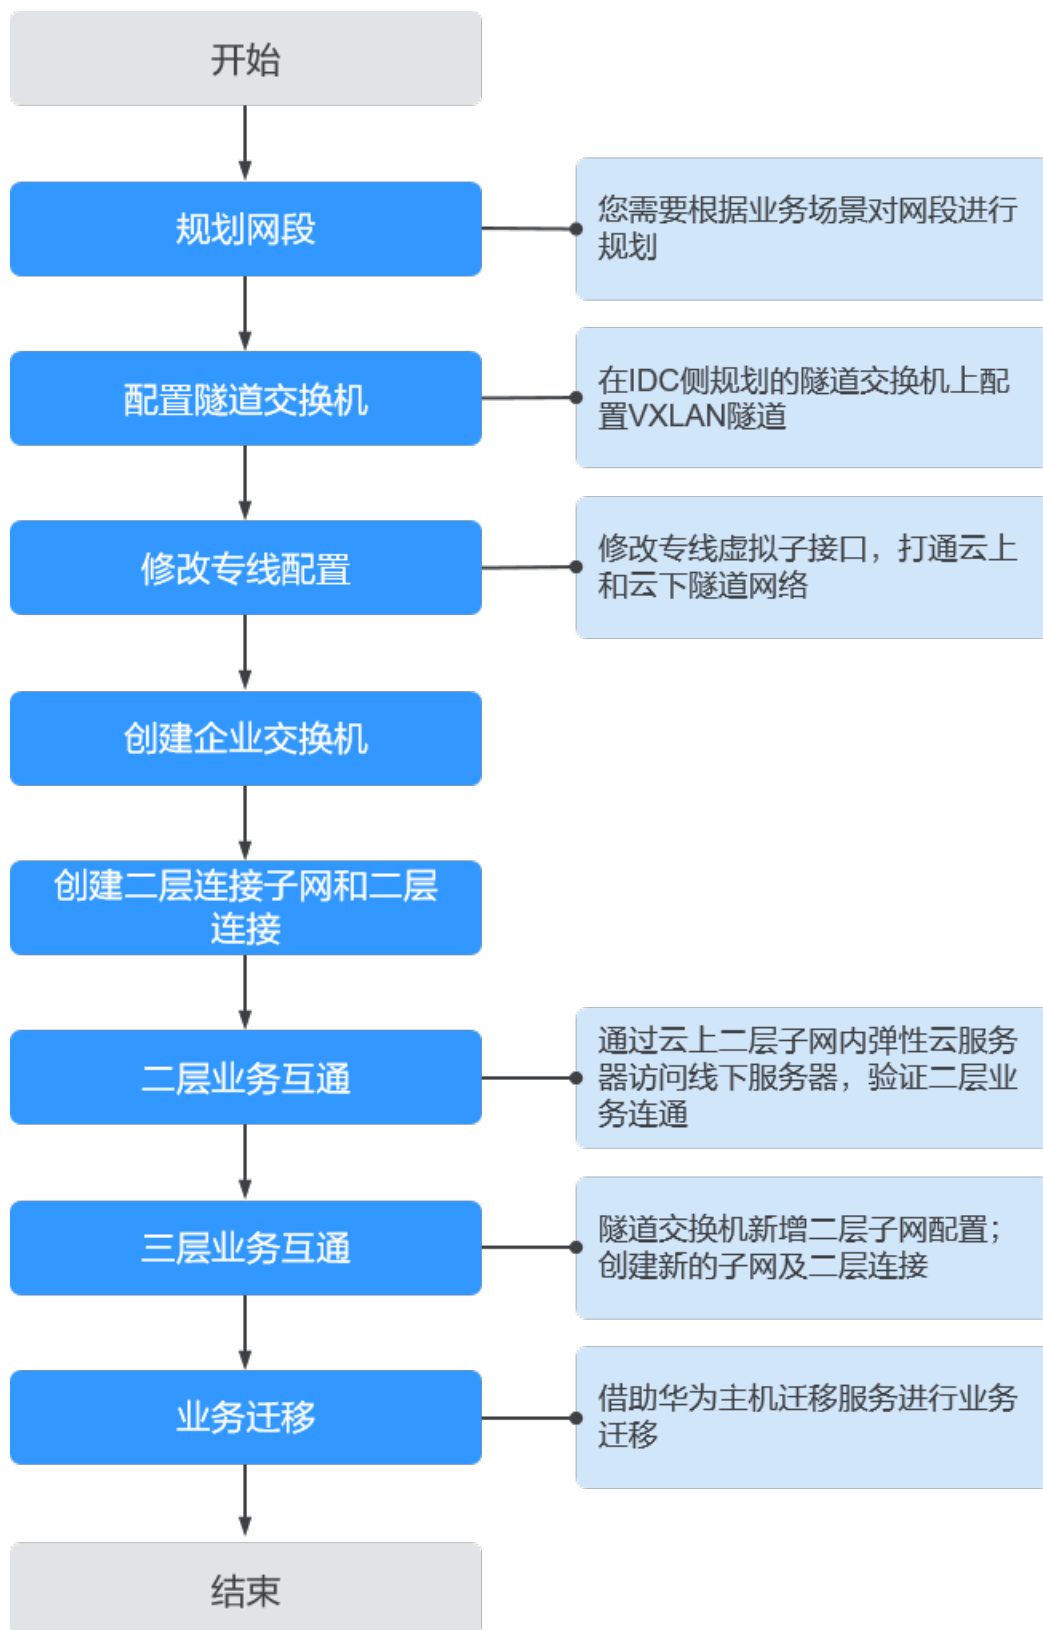 开始
规划网段
您需要根据业务场景对网段进行
规划
配置隧道交换机
在IDC侧规划的隧道交换机上配
置VXLAN隧道
修改专线配置
修改专线虚拟子接口，打通云上
和云下隧道网络
创建企业交换机
创建二层连接子网和二层
连接
二层业务互通
通过云上二层子网内弹性云服务
器访问线下服务器，验证二层业
务连通
三层业务互通
隧道交换机新增二层子网配置；
创建新的子网及二层连接
业务迁移
借助华为主机迁移服务进行业务
迁移
结束